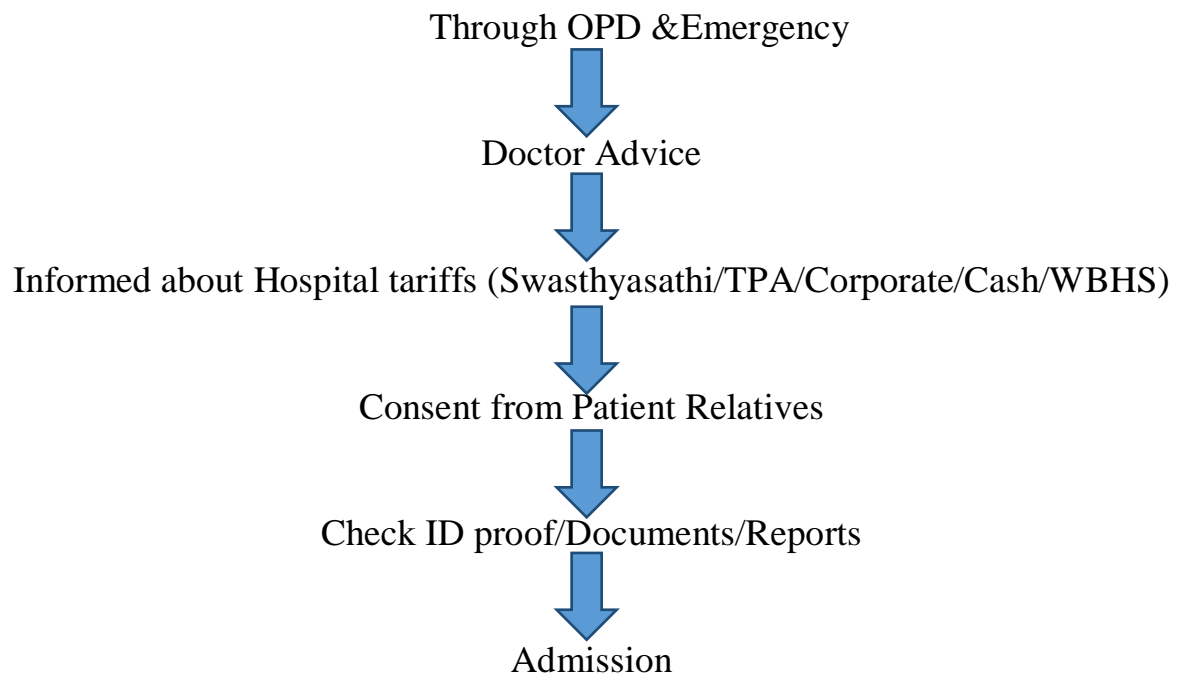 Through OPD &Emergency
Doctor Advice
Informed about Hospital tariffs (Swasthyasathi/TPA/Corporate/Cash/WBHS)
Consent from Patient Relatives
Check ID proof/Documents/Reports
Admission